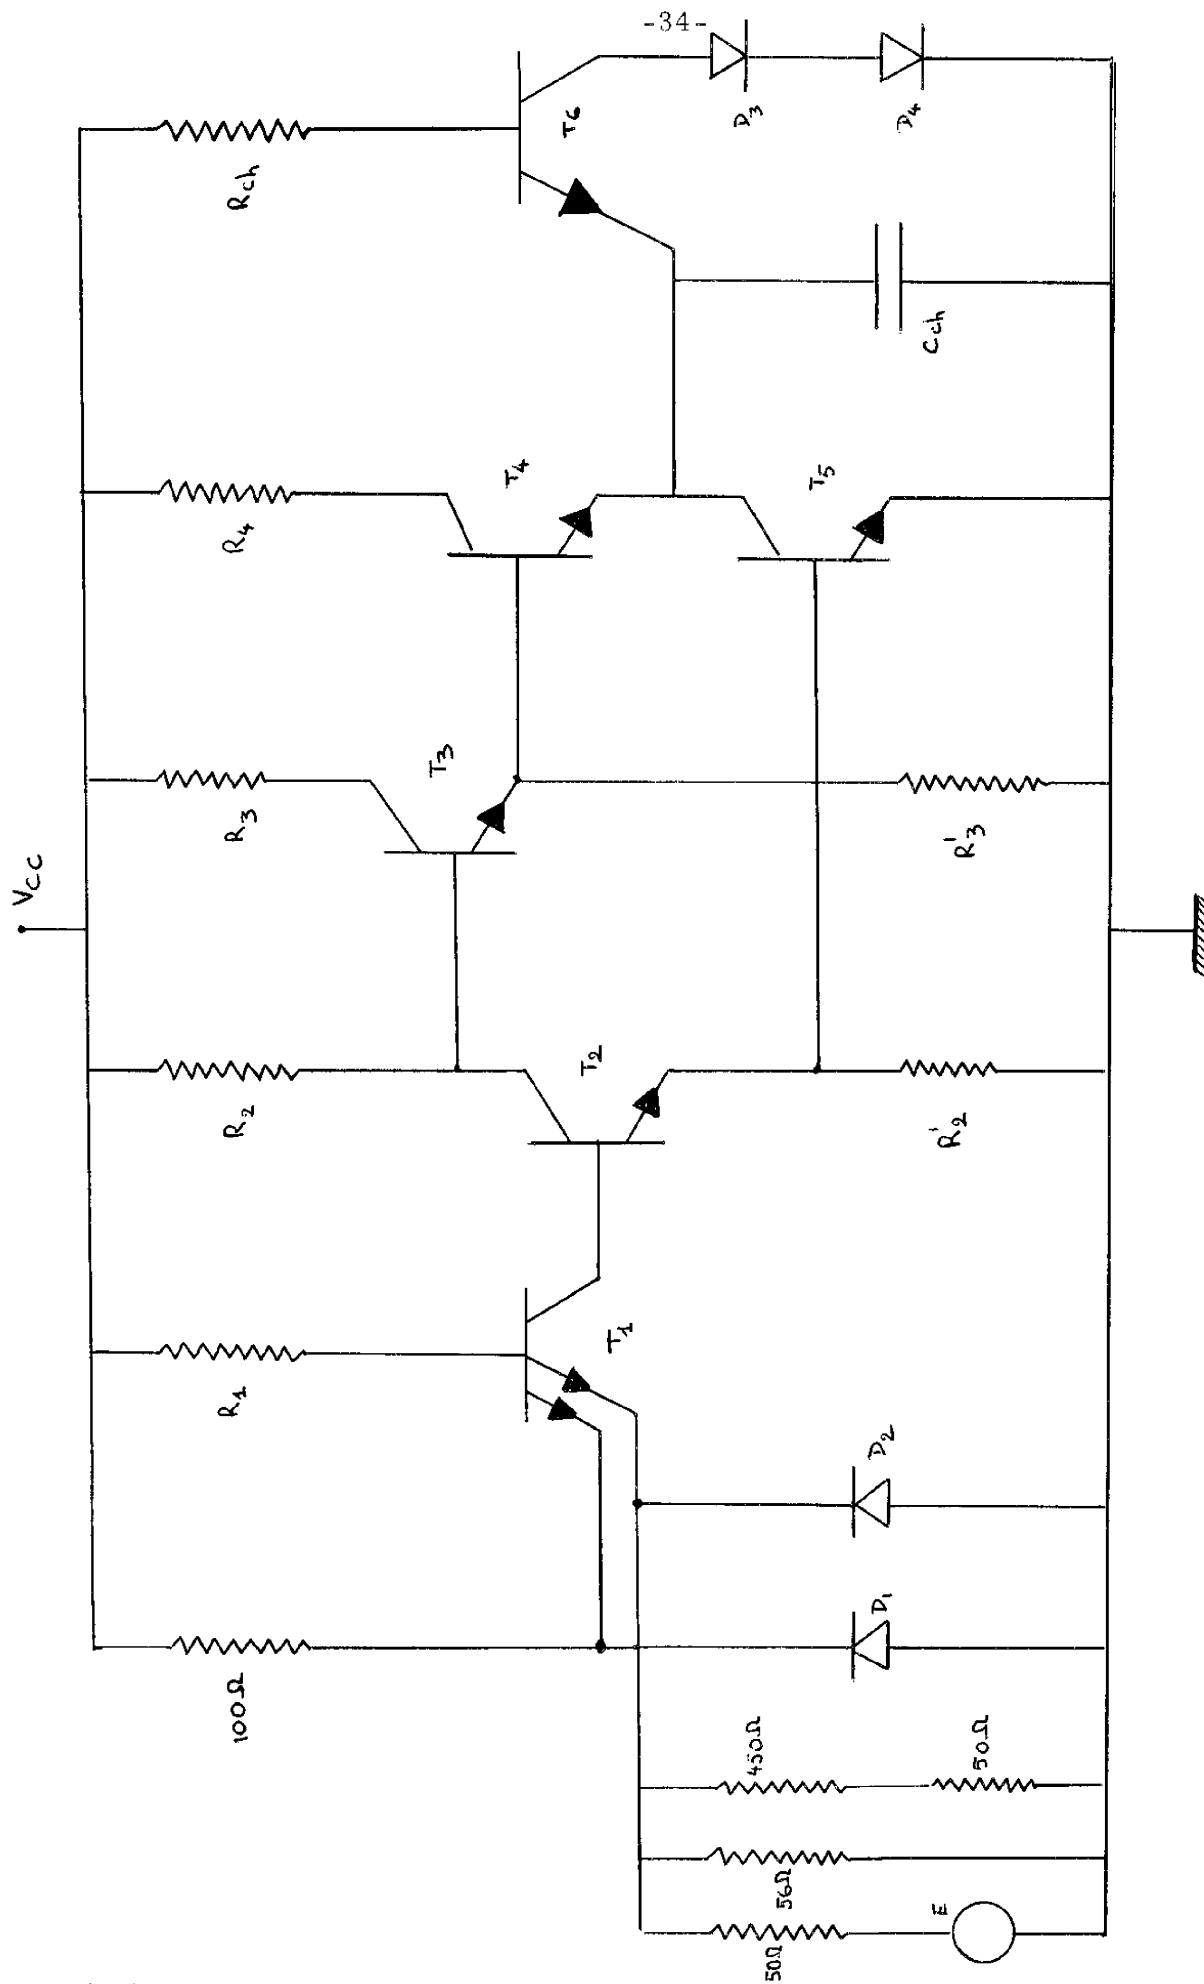 -34-
Vcc
100Ω
R1
R2
R3
R4
Rch
T1
T2
T3
T4
T5
T6
D1
D2
D3
D4
R'2
R'3
Cch
50Ω
E
56Ω
450Ω
50Ω